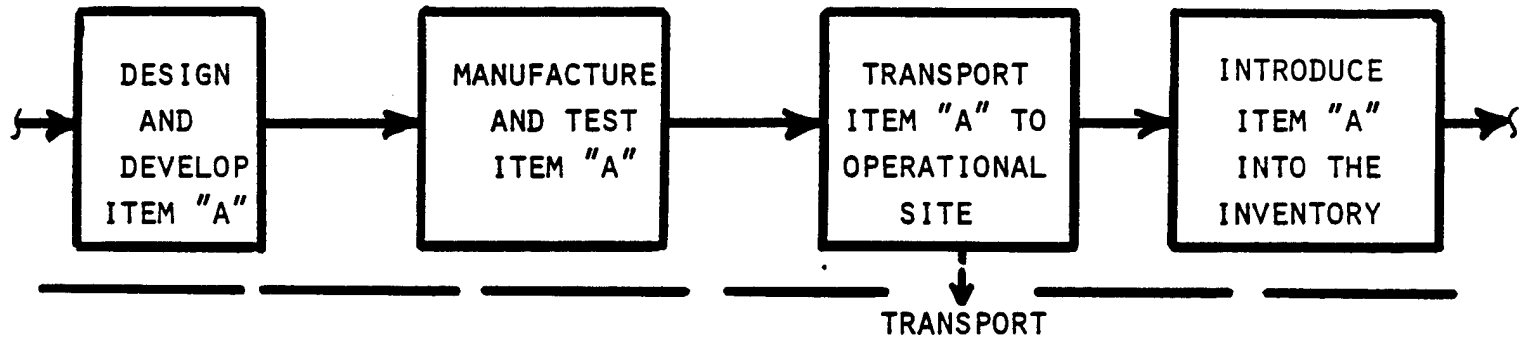 DESIGN
AND
DEVELOP
ITEM "A"
MANUFACTURE
AND TEST
ITEM "A"
TRANSPORT
ITEM "A" TO
OPERATIONAL
SITE
INTRODUCE
ITEM "A"
INTO THE
INVENTORY
TRANSPORT